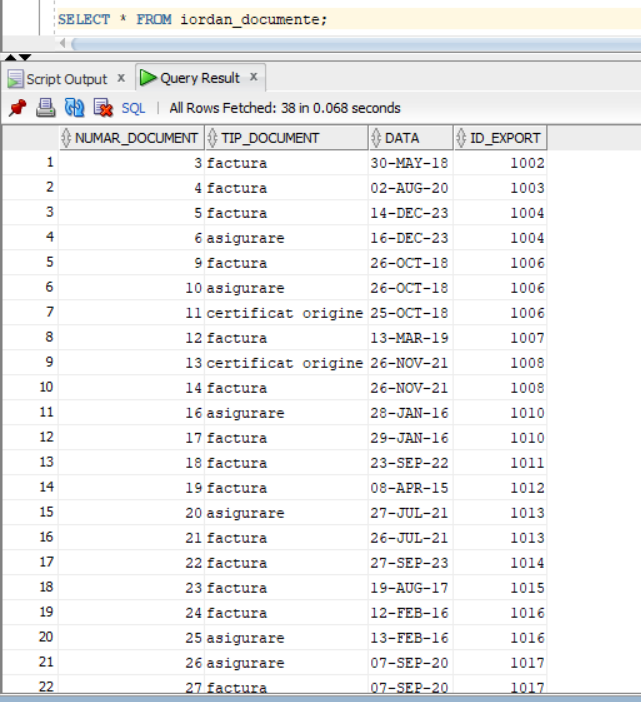 SELECT * FROM iordan_documente;
Script Output x Query Result x
SQL | All Rows Fetched: 38 in 0.068 seconds
NUMAR_DOCUMENT TIP_DOCUMENT DATA ID_EXPORT
1 3 factura 30-MAY-18 1002
2 4 factura 02-AUG-20 1003
3 5 factura 14-DEC-23 1004
4 6 asigurare 16-DEC-23 1004
5 9 factura 26-OCT-18 1006
6 10 asigurare 26-OCT-18 1006
7 11 certificat origine 25-OCT-18 1006
8 12 factura 13-MAR-19 1007
9 13 certificat origine 26-NOV-21 1008
10 14 factura 26-NOV-21 1008
11 16 asigurare 28-JAN-16 1010
12 17 factura 29-JAN-16 1010
13 18 factura 23-SEP-22 1011
14 19 factura 08-APR-15 1012
15 20 asigurare 27-JUL-21 1013
16 21 factura 26-JUL-21 1013
17 22 factura 27-SEP-23 1014
18 23 factura 19-AUG-17 1015
19 24 factura 12-FEB-16 1016
20 25 asigurare 13-FEB-16 1016
21 26 asigurare 07-SEP-20 1017
22 27 factura 07-SEP-20 1017